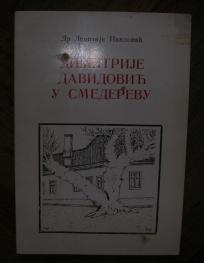 Др Леонтије Павловић
ДИМИТРИЈЕ
ДАВИДОВИЋ
У СМЕДЕРЕВУ